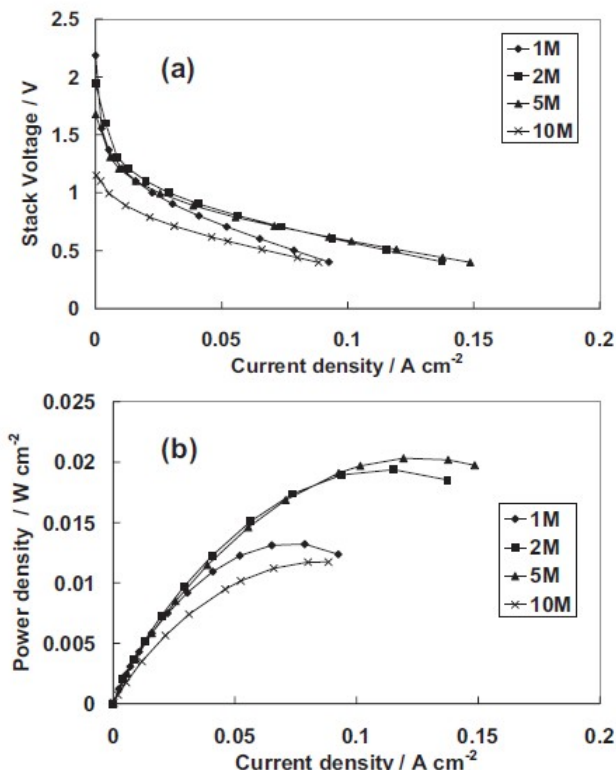 2.5
(a)
1M
2M
5M
10M
2
1.5
1
0.5
0
Stack Voltage / V
0 0.05 0.1 0.15 0.2
Current density / A cm⁻²
0.025
(b)
0.02
0.015
1M
2M
5M
10M
0.01
0.005
0
Power density / W cm⁻²
0 0.05 0.1 0.15 0.2
Current density / A cm⁻²